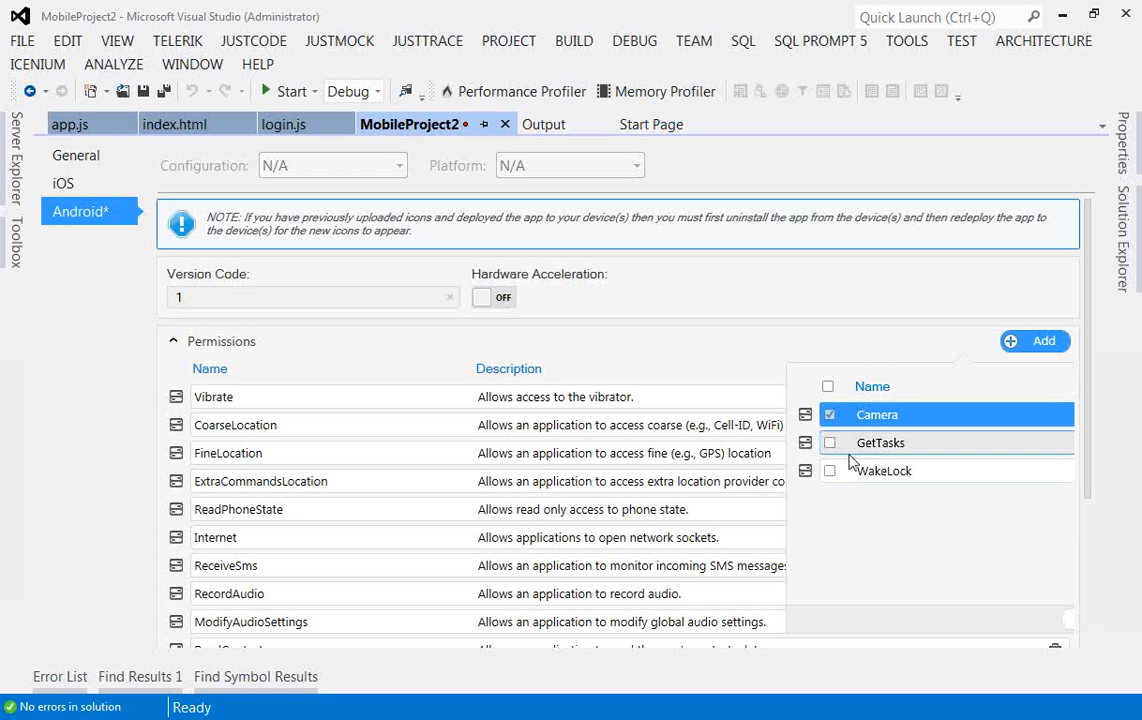 MobileProject2 - Microsoft Visual Studio (Administrator)
Quick Launch (Ctrl+Q)
FILE EDIT VIEW TELERIK JUSTCODE JUSTMOCK JUSTTRACE PROJECT BUILD DEBUG TEAM SQL SQL PROMPT 5 TOOLS TEST ARCHITECTURE
ICENIUM ANALYZE WINDOW HELP
Start Debug Performance Profiler Memory Profiler
app.js index.html login.js MobileProject2 Output Start Page
Server Explorer
Toolbox
Properties
Solution Explorer
General
iOS
Android*
Configuration: N/A Platform: N/A
NOTE: If you have previously uploaded icons and deployed the app to your device(s) then you must first uninstall the app from the device(s) and then redeploy the app to
the device(s) for the new icons to appear.
Version Code: Hardware Acceleration:
1 OFF
Permissions Add
Name Description
Vibrate Allows access to the vibrator.
CoarseLocation Allows an application to access coarse (e.g., Cell-ID, WiFi)
FineLocation Allows an application to access fine (e.g., GPS) location
ExtraCommandsLocation Allows an application to access extra location provider co
ReadPhoneState Allows read only access to phone state.
Internet Allows applications to open network sockets.
ReceiveSms Allows an application to monitor incoming SMS messages
RecordAudio Allows an application to record audio.
ModifyAudioSettings Allows an application to modify global audio settings.
Name
Camera
GetTasks
WakeLock
Error List Find Results 1 Find Symbol Results
No errors in solution Ready